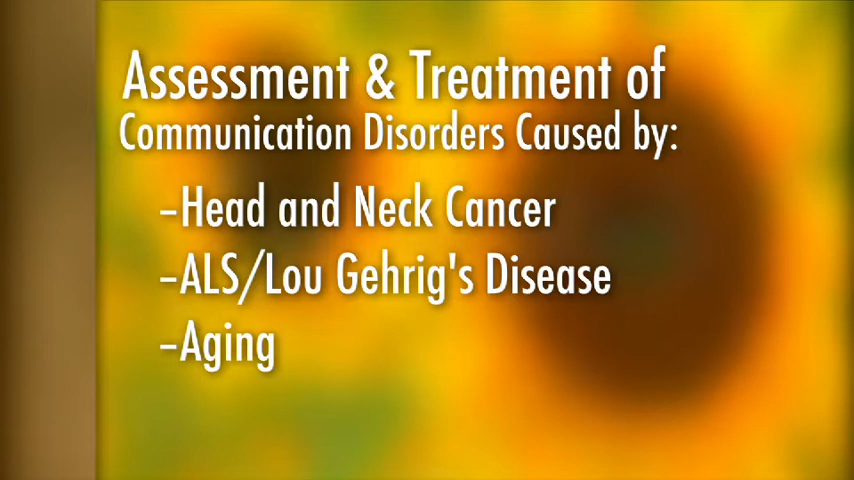 Assessment & Treatment of
Communication Disorders Caused by:
–Head and Neck Cancer
–ALS/Lou Gehrig's Disease
–Aging